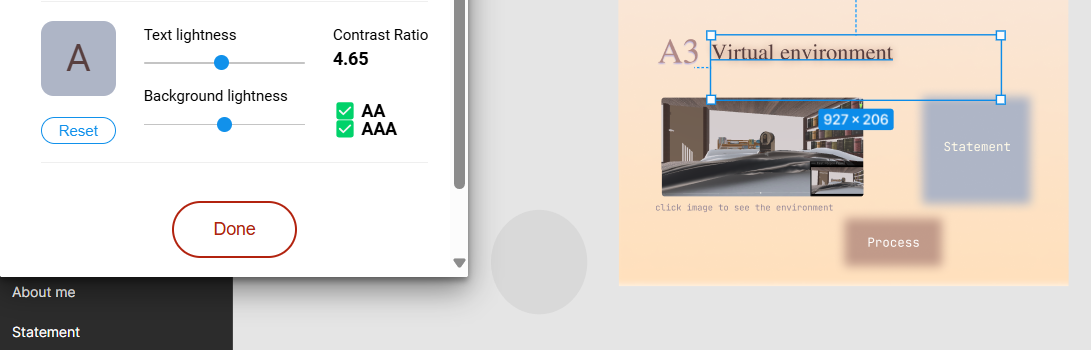 A
Text lightness
Contrast Ratio
4.65
Background lightness
AA
AAA
Reset
Done
About me
Statement
A3
Virtual environment
927 × 206
Statement
click image to see the environment
Process